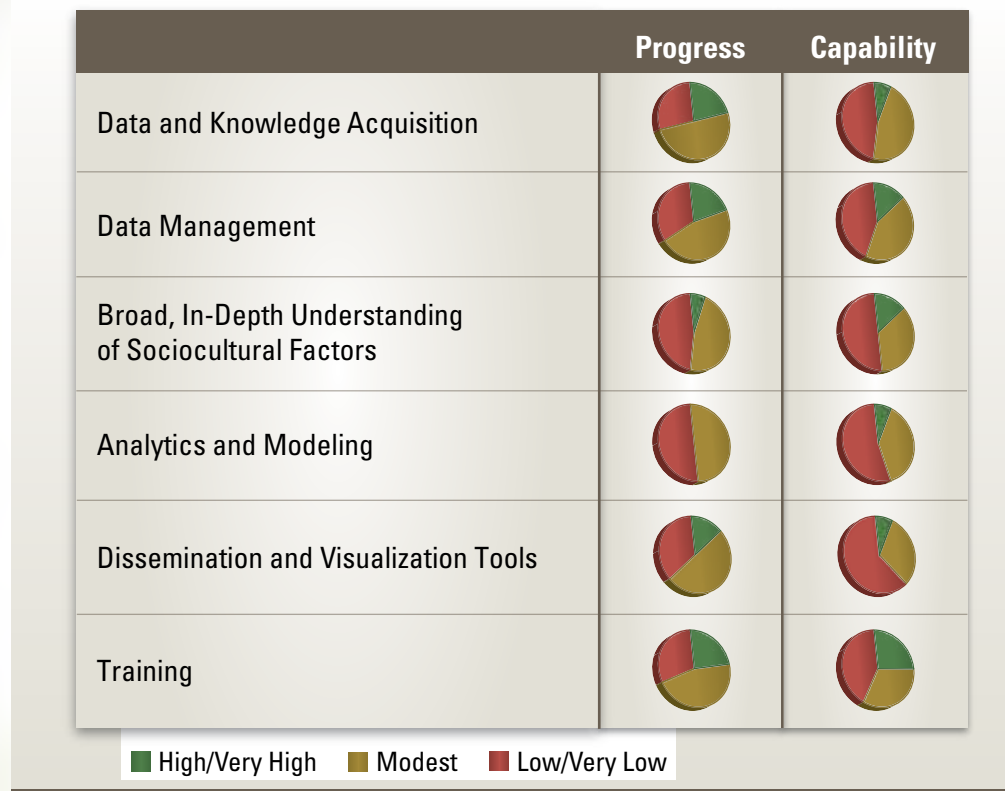 Progress Capability
Data and Knowledge Acquisition
Data Management
Broad, In-Depth Understanding
of Sociocultural Factors
Analytics and Modeling
Dissemination and Visualization Tools
Training
High/Very High Modest Low/Very Low